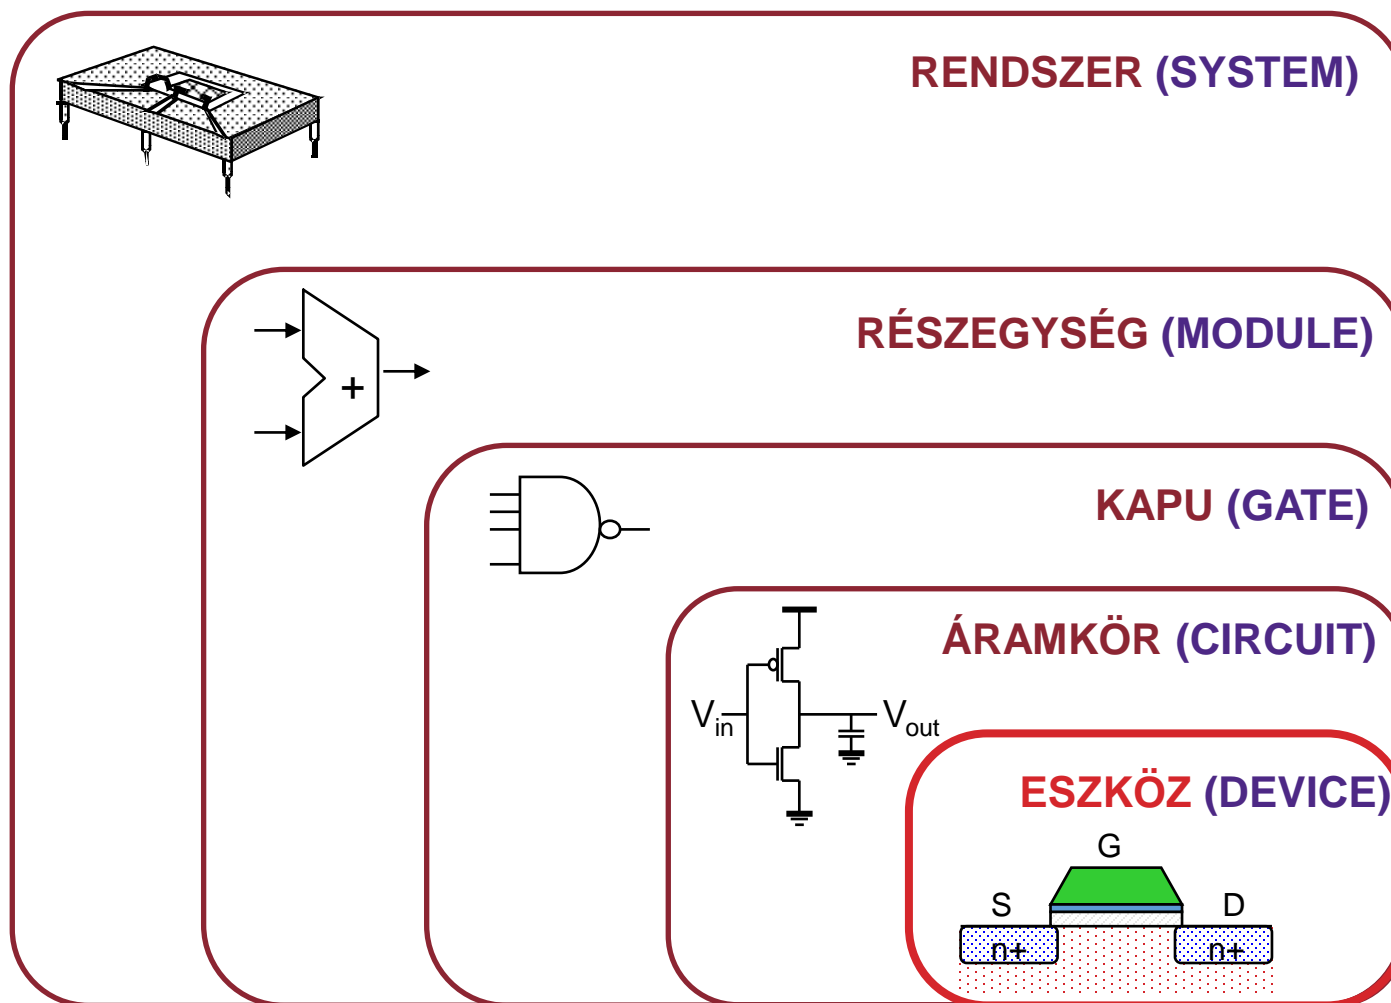 RENDSZER (SYSTEM)
RÉSZEGYSÉG (MODULE)
+
KAPU (GATE)
ÁRAMKÖR (CIRCUIT)
Vin
Vout
ESZKÖZ (DEVICE)
G
S
D
n+
n+